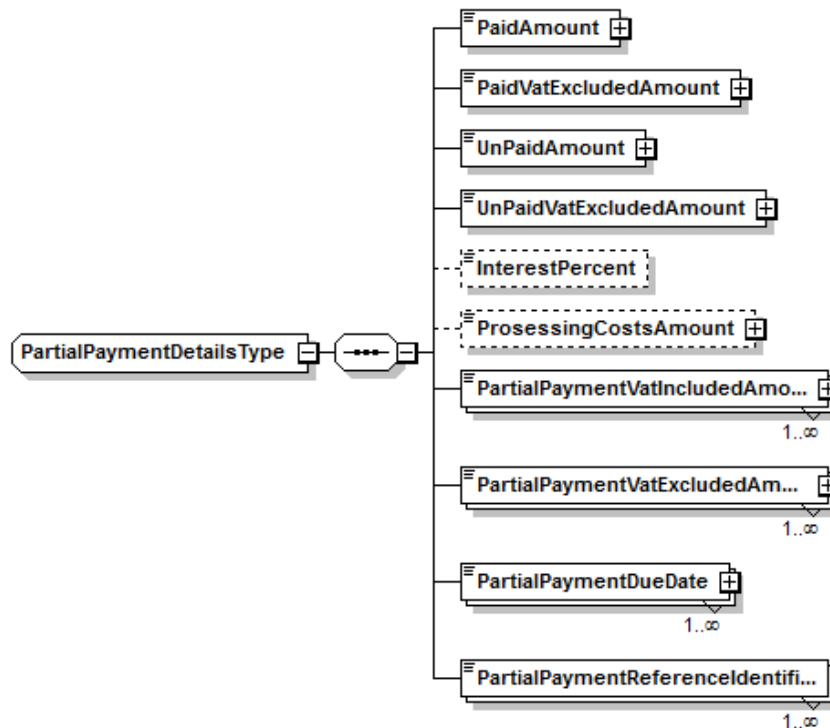 PaidAmount
PaidVatExcludedAmount
UnPaidAmount
UnPaidVatExcludedAmount
InterestPercent
ProsessingCostsAmount
PartialPaymentDetailsType
PartialPaymentVatIncludedAmo...
1..∞
PartialPaymentVatExcludedAm...
1..∞
PartialPaymentDueDate
1..∞
PartialPaymentReferenceIdentifi...
1..∞